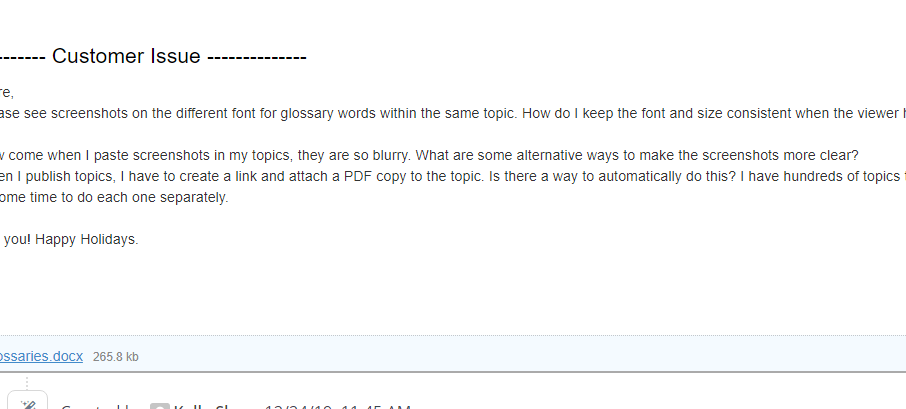 ------- Customer Issue --------------
re,
ase see screenshots on the different font for glossary words within the same topic. How do I keep the font and size consistent when the viewer h
w come when I paste screenshots in my topics, they are so blurry. What are some alternative ways to make the screenshots more clear?
en I publish topics, I have to create a link and attach a PDF copy to the topic. Is there a way to automatically do this? I have hundreds of topics t
ome time to do each one separately.
you! Happy Holidays.
ossaries.docx 265.8 kb